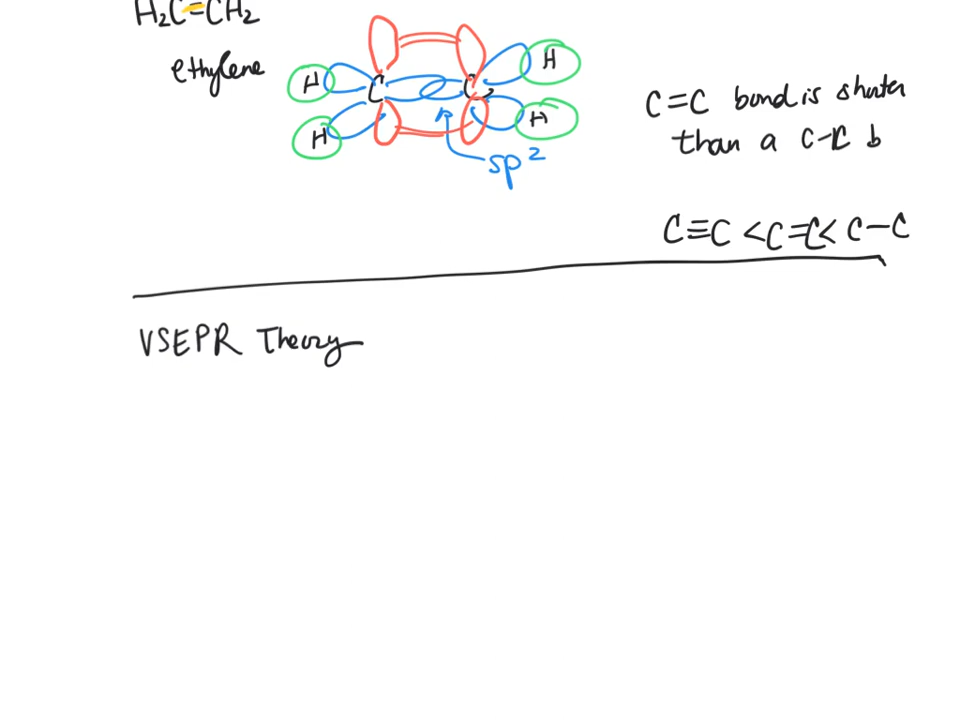 H₂C=CH₂
ethylene
H C C H
H H
sp²
C=C bond is shorter
than a C-C b
C≡C <C=C< C-C
VSEPR Theory